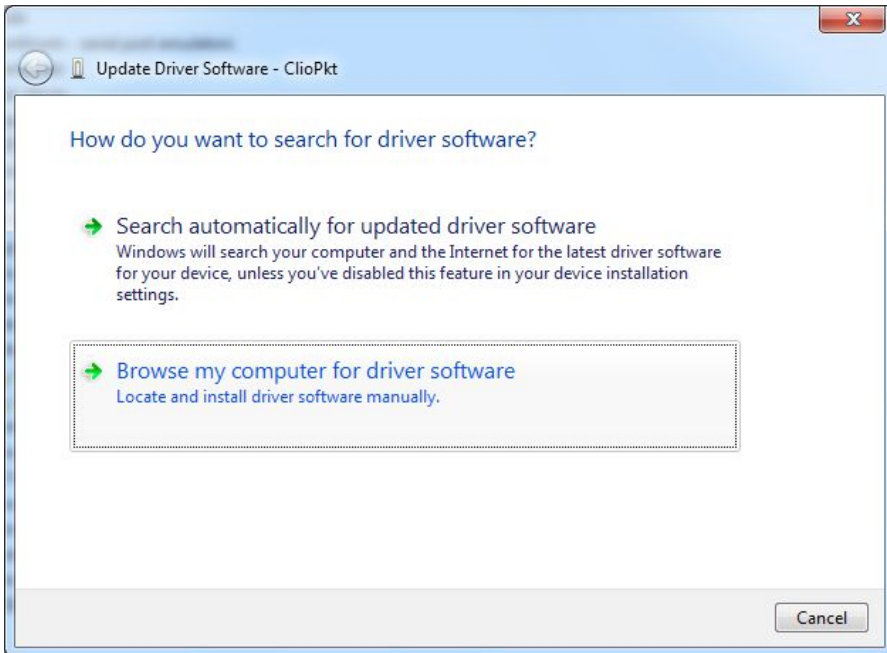 Update Driver Software - ClioPkt
How do you want to search for driver software?
Search automatically for updated driver software
Windows will search your computer and the Internet for the latest driver software
for your device, unless you've disabled this feature in your device installation
settings.
Browse my computer for driver software
Locate and install driver software manually.
Cancel